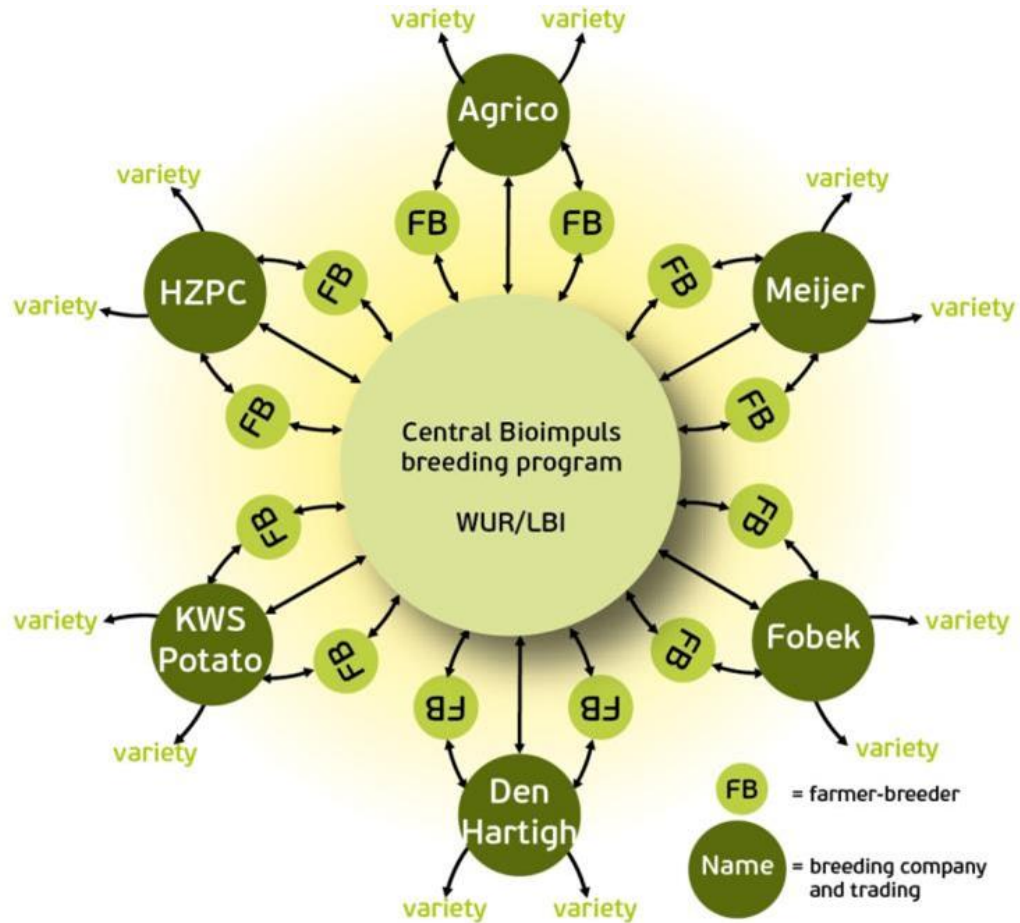 variety
variety
Agrico
FB
FB
variety
HZPC
FB
variety
FB
variety
FB
Meijer
variety
FB
Central Bioimpuls
breeding program
WUR/LBI
FB
KWS
Potato
variety
FB
variety
FB
Fobek
variety
FB
variety
FB
FB
Den
Hartigh
variety
variety
FB
= farmer-breeder
Name
= breeding company
and trading